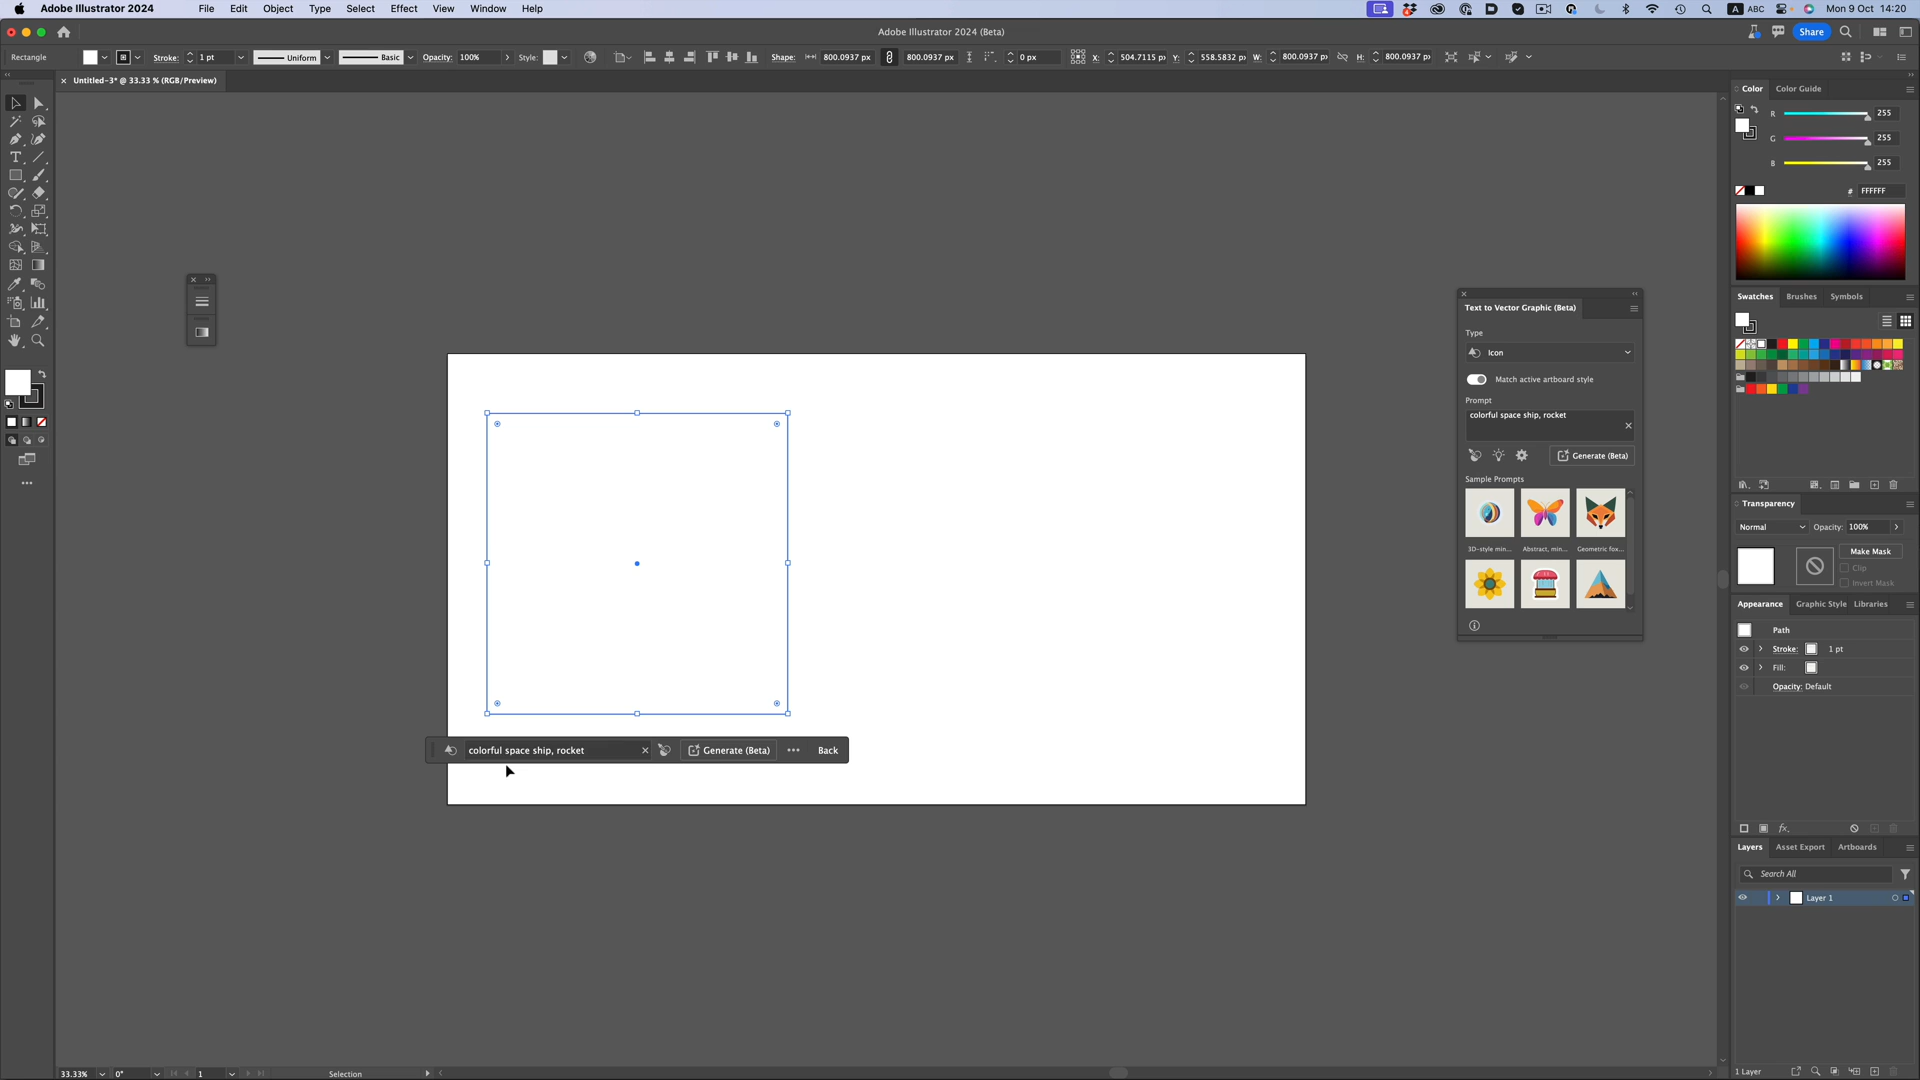 Adobe Illustrator 2024 File Edit Object Type Select Effect View Window Help A ABC Mon 9 Oct 14:20
Adobe Illustrator 2024 (Beta) Share
Rectangle Stroke: 1 pt Uniform Basic Opacity: 100% Style: Shape: 800.0937 px 800.0937 px 0 px X: 504.7115 px Y: 558.5832 px W: 800.0937 px H: 800.0937 px
× Untitled-3* @ 33.33 % (RGB/Preview)
Color Color Guide
R 255
G 255
B 255
# FFFFFF
Swatches Brushes Symbols
Text to Vector Graphic (Beta)
Type
Icon
Match active artboard style
Prompt
colorful space ship, rocket
Generate (Beta)
Sample Prompts
3D-style min... Abstract, min... Geometric fox...
Transparency
Normal Opacity: 100%
Make Mask
Clip
Invert Mask
Appearance Graphic Style Libraries
Path
Stroke: 1 pt
Fill:
Opacity: Default
fx.
colorful space ship, rocket Generate (Beta) Back
Layers Asset Export Artboards
Search All
Layer 1
33.33% 0° 1 Selection
1 Layer